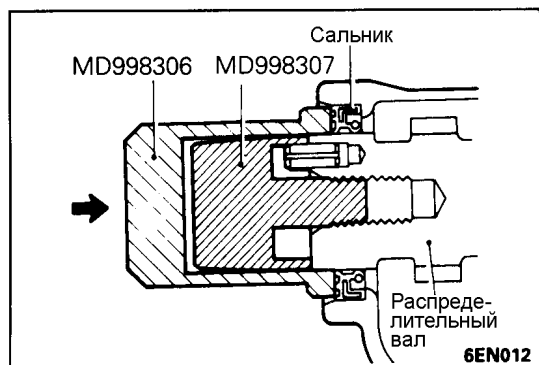 Сальник
MD998306 MD998307
Распреде-
лительный
вал
6EN012